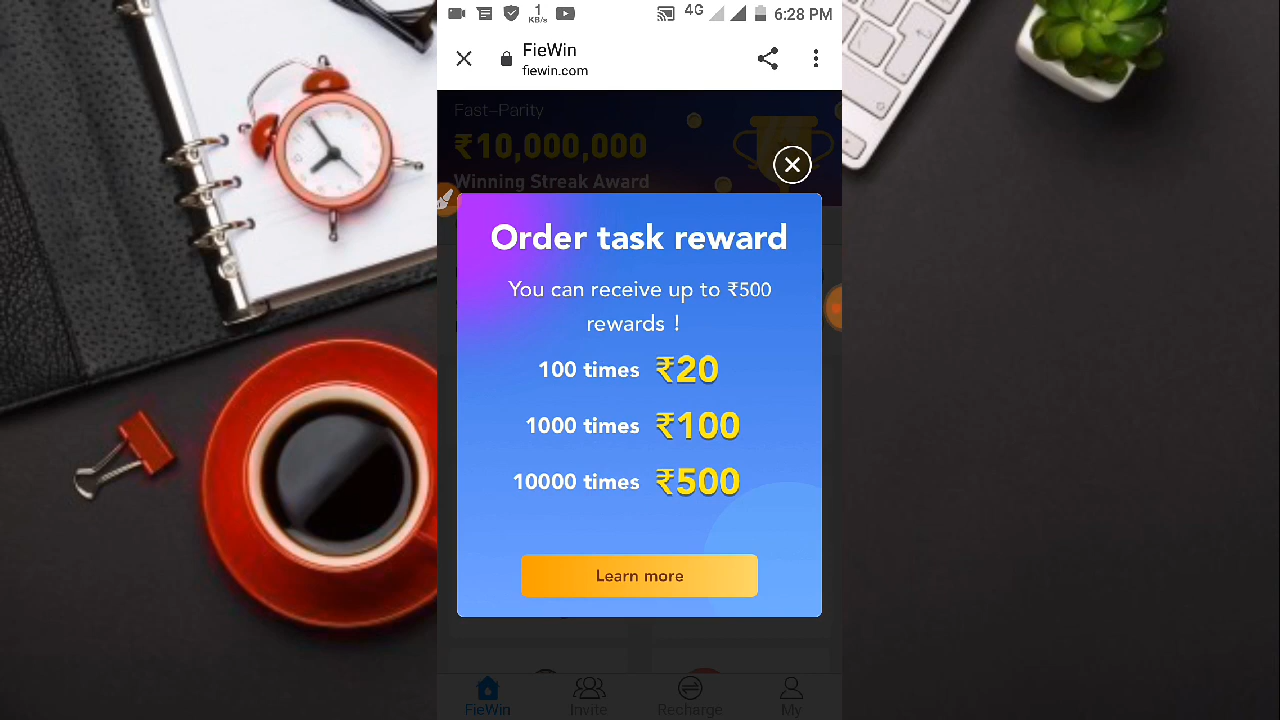 1
KB/s
4G
6:28 PM
FieWin
fiewin.com
Fast-Parity
₹10,000,000
Winning Streak Award
Order task reward
You can receive up to ₹500
rewards !
100 times ₹20
1000 times ₹100
10000 times ₹500
Learn more
FieWin Invite Recharge My